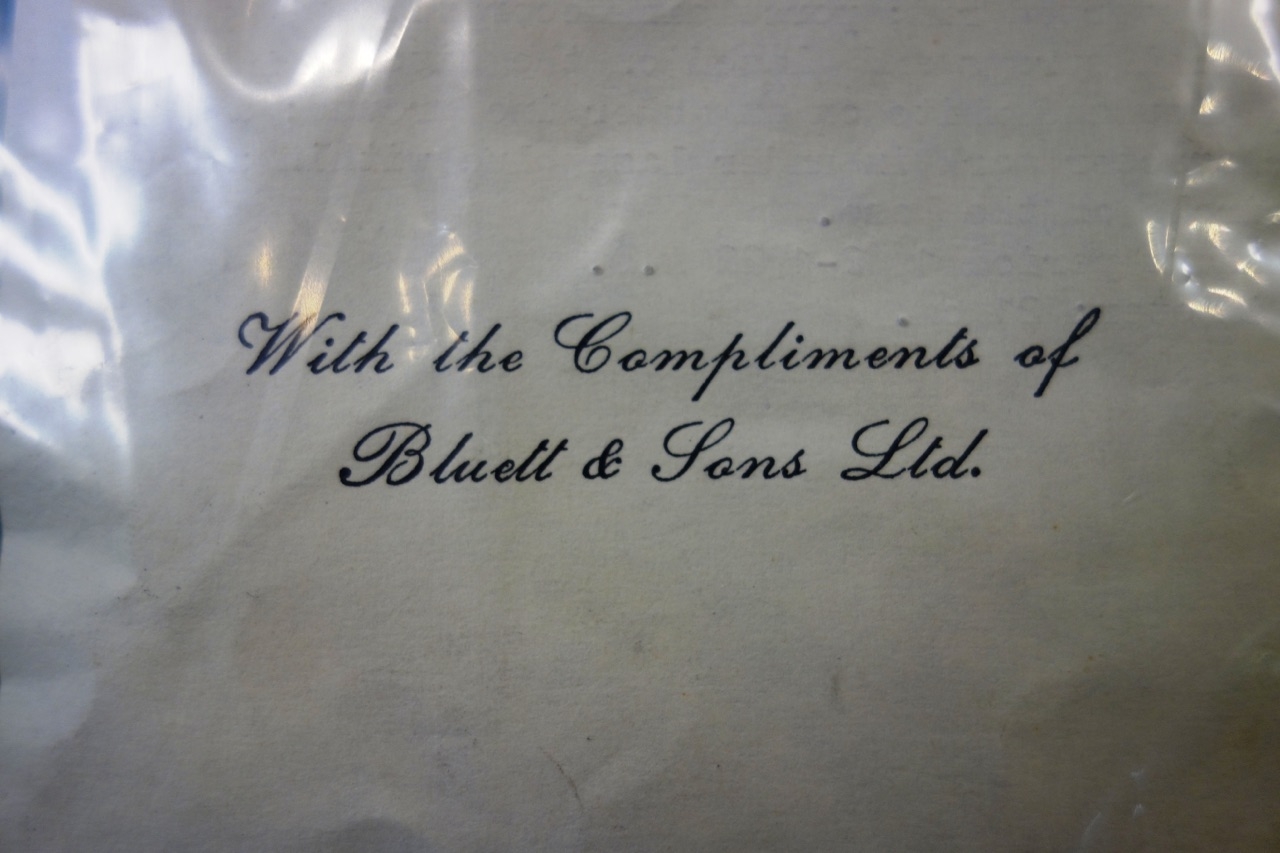 With the Compliments of
Bluett & Sons Ltd.